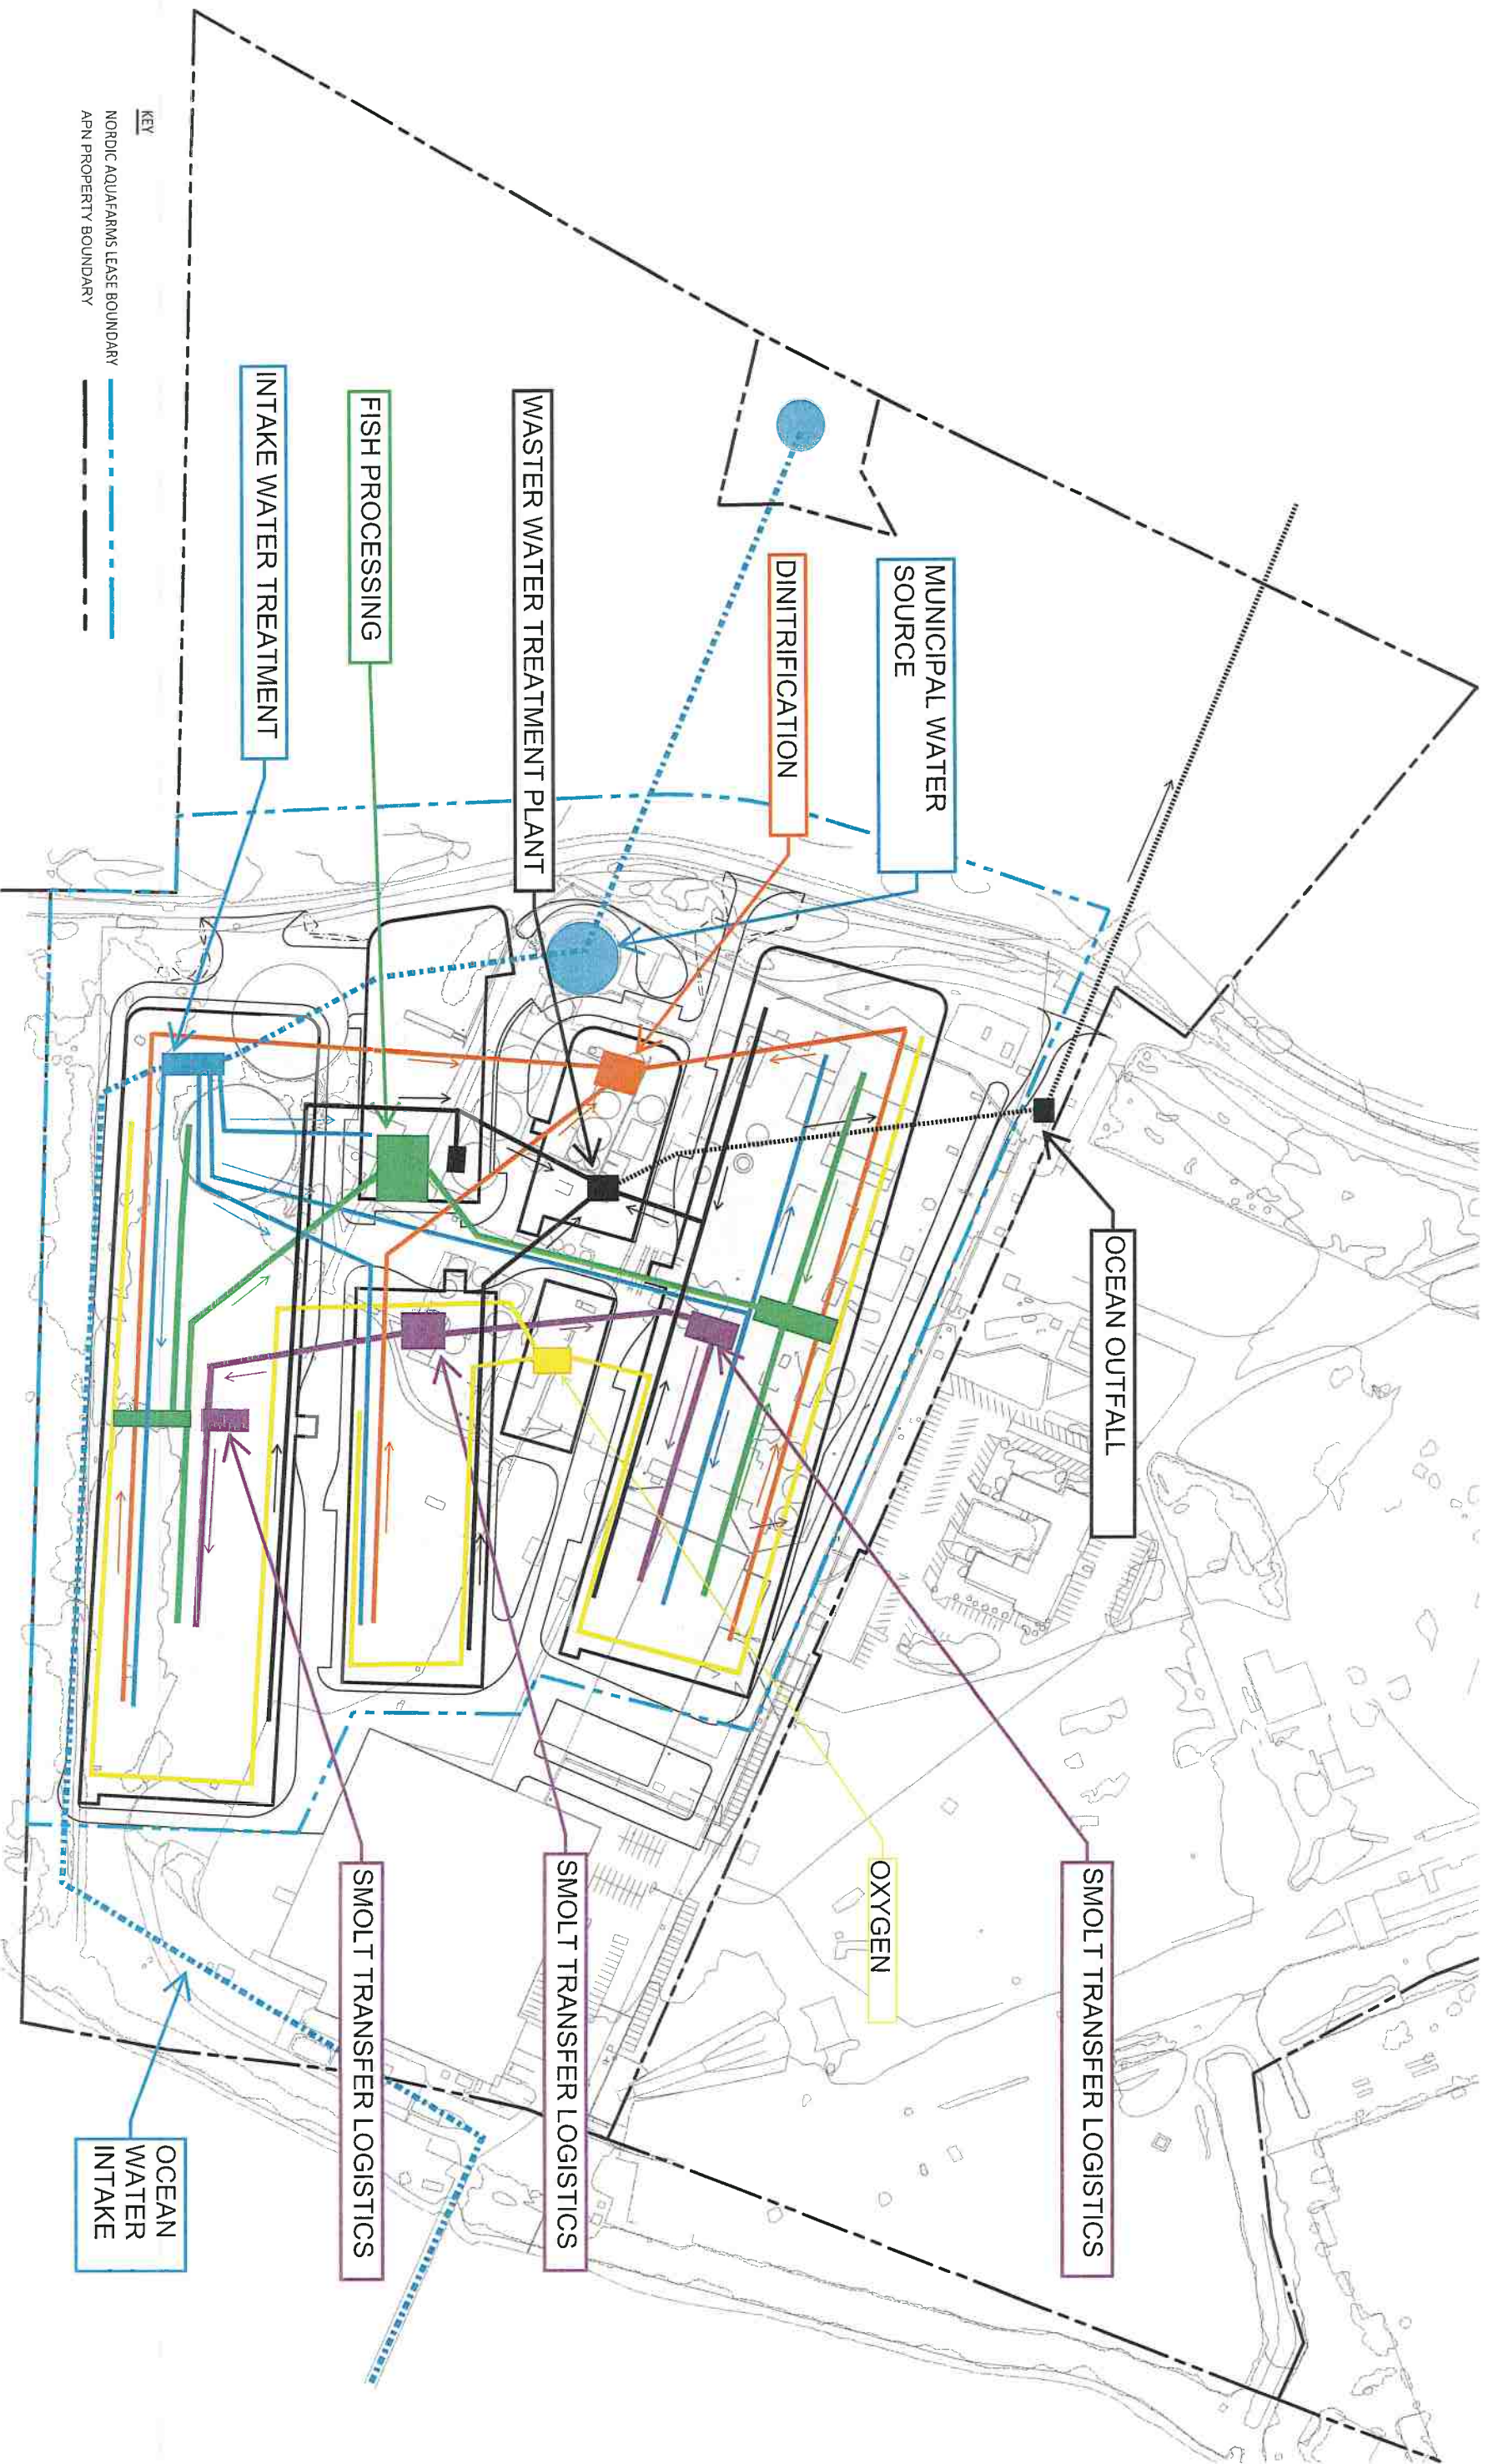 OCEAN OUTFALL
SMOLT TRANSFER LOGISTICS
MUNICIPAL WATER
SOURCE
OXYGEN
DINITRIFICATION
WASTER WATER TREATMENT PLANT
SMOLT TRANSFER LOGISTICS
FISH PROCESSING
SMOLT TRANSFER LOGISTICS
INTAKE WATER TREATMENT
OCEAN
WATER
INTAKE
KEY
NORDIC AQUAFARMS LEASE BOUNDARY
APN PROPERTY BOUNDARY